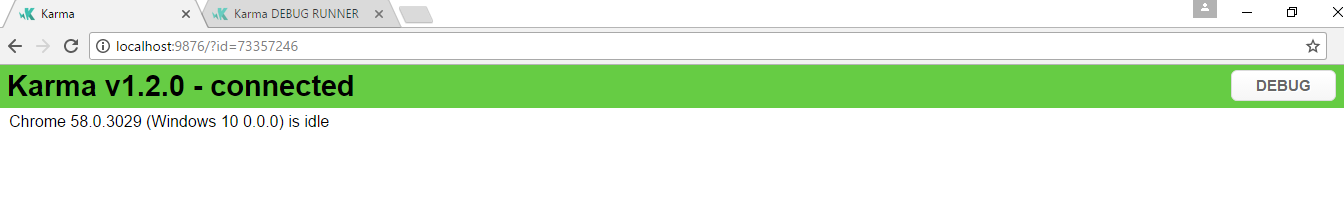 Karma
Karma DEBUG RUNNER
localhost:9876/?id=73357246
Karma v1.2.0 - connected
DEBUG
Chrome 58.0.3029 (Windows 10 0.0.0) is idle